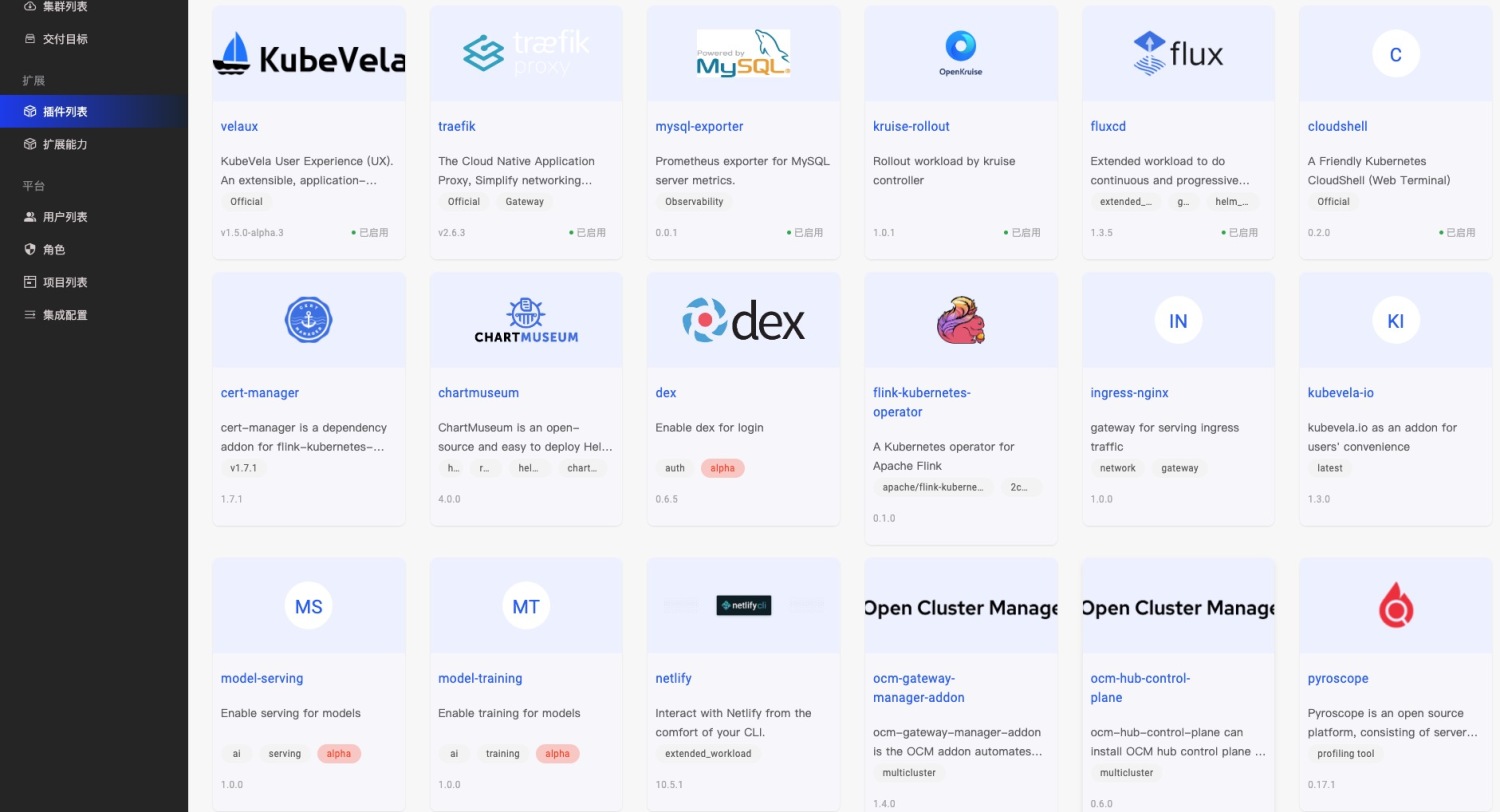 集群列表
交付目标
扩展
插件列表
扩展能力
平台
用户列表
角色
项目列表
集成配置
KubeVela
velaux
KubeVela User Experience (UX).
An extensible, application-...
Official
v1.5.0-alpha.3 已启用
træfik
proxy
traefik
The Cloud Native Application
Proxy, Simplify networking...
Official Gateway
v2.6.3 已启用
Powered by
MySQL
mysql-exporter
Prometheus exporter for MySQL
server metrics.
Observability
0.0.1 已启用
OpenKruise
kruise-rollout
Rollout workload by kruise
controller
1.0.1 已启用
flux
fluxcd
Extended workload to do
continuous and progressive...
extended_... g... helm_...
1.3.5 已启用
C
cloudshell
A Friendly Kubernetes
CloudShell (Web Terminal)
Official
0.2.0 已启用
cert-manager
cert-manager is a dependency
addon for flink-kubernetes-...
v1.7.1
1.7.1
CHARTMUSEUM
chartmuseum
ChartMuseum is an open-
source and easy to deploy Hel...
h... r... hel... chart...
4.0.0
dex
dex
Enable dex for login
auth alpha
0.6.5
flink-kubernetes-
operator
A Kubernetes operator for
Apache Flink
apache/flink-kuberne... 2c...
0.1.0
IN
ingress-nginx
gateway for serving ingress
traffic
network gateway
1.0.0
KI
kubevela-io
kubevela.io as an addon for
users' convenience
latest
1.3.0
MS
model-serving
Enable serving for models
ai serving alpha
1.0.0
MT
model-training
Enable training for models
ai training alpha
1.0.0
netlifycli
netlify
Interact with Netlify from the
comfort of your CLI.
extended_workload
10.5.1
Open Cluster Manage
ocm-gateway-
manager-addon
ocm-gateway-manager-addon
is the OCM addon automates...
multicluster
1.4.0
Open Cluster Manage
ocm-hub-control-
plane
ocm-hub-control-plane can
install OCM hub control plane ...
multicluster
0.6.0
pyroscope
Pyroscope is an open source
platform, consisting of server...
profiling tool
0.17.1